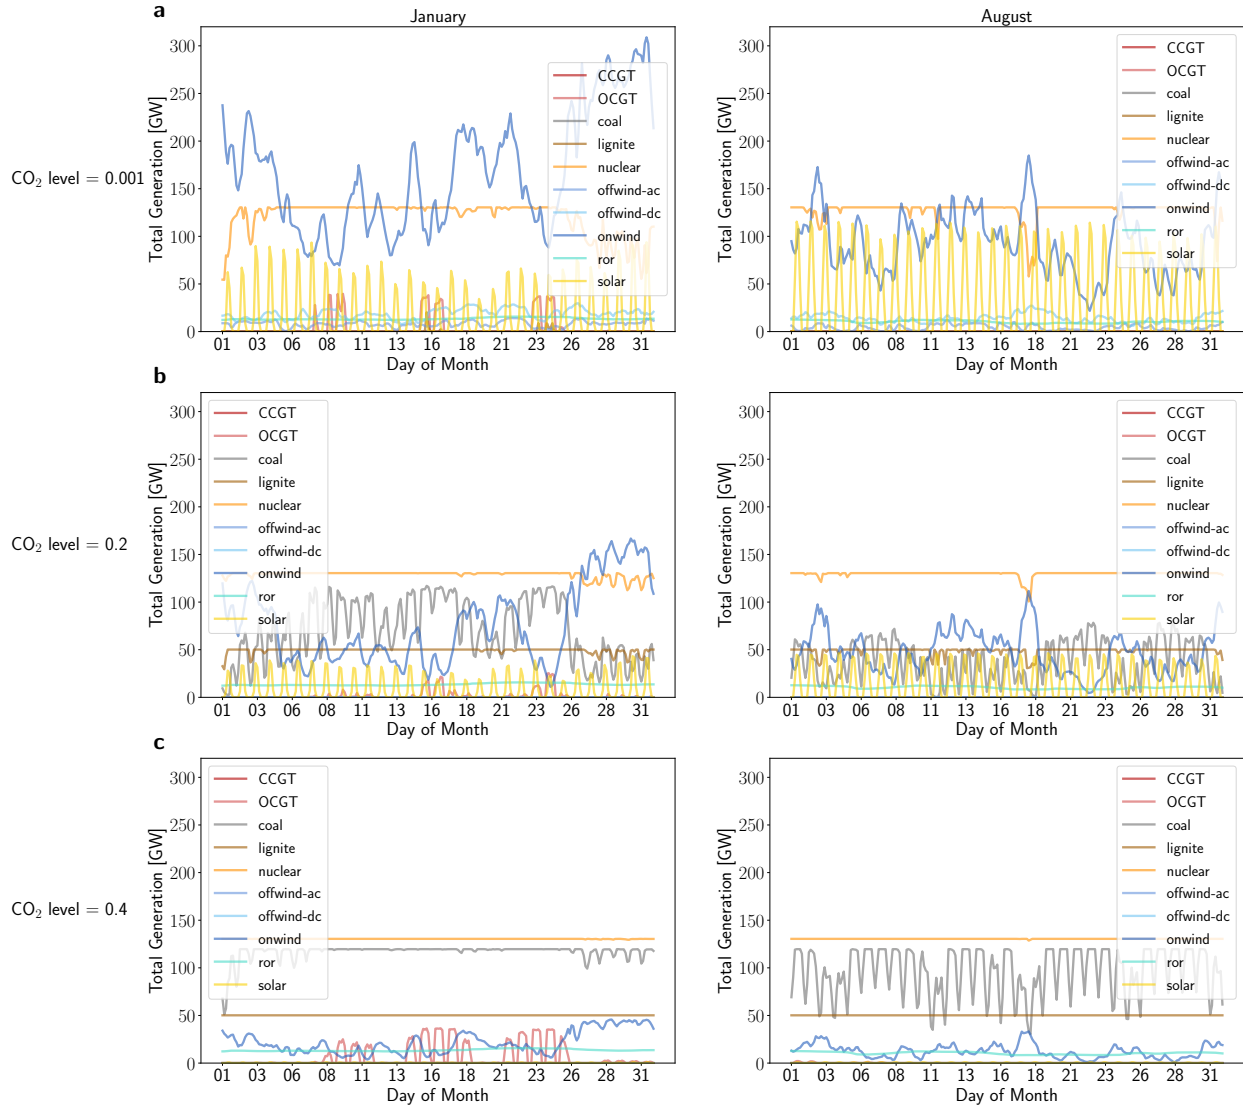 a
January
August
CO₂ level = 0.001
Total Generation [GW]
300
250
200
150
100
50
0
CCGT
OCGT
coal
lignite
nuclear
offwind-ac
offwind-dc
onwind
ror
solar
01 03 06 08 11 13 16 18 21 23 26 28 31
Day of Month
Total Generation [GW]
300
250
200
150
100
50
0
CCGT
OCGT
coal
lignite
nuclear
offwind-ac
offwind-dc
onwind
ror
solar
01 03 06 08 11 13 16 18 21 23 26 28 31
Day of Month
b
CO₂ level = 0.2
Total Generation [GW]
300
250
200
150
100
50
0
CCGT
OCGT
coal
lignite
nuclear
offwind-ac
offwind-dc
onwind
ror
solar
01 03 06 08 11 13 16 18 21 23 26 28 31
Day of Month
Total Generation [GW]
300
250
200
150
100
50
0
CCGT
OCGT
coal
lignite
nuclear
offwind-ac
offwind-dc
onwind
ror
solar
01 03 06 08 11 13 16 18 21 23 26 28 31
Day of Month
c
CO₂ level = 0.4
Total Generation [GW]
300
250
200
150
100
50
0
CCGT
OCGT
coal
lignite
nuclear
offwind-ac
offwind-dc
onwind
ror
solar
01 03 06 08 11 13 16 18 21 23 26 28 31
Day of Month
Total Generation [GW]
300
250
200
150
100
50
0
CCGT
OCGT
coal
lignite
nuclear
offwind-ac
offwind-dc
onwind
ror
solar
01 03 06 08 11 13 16 18 21 23 26 28 31
Day of Month